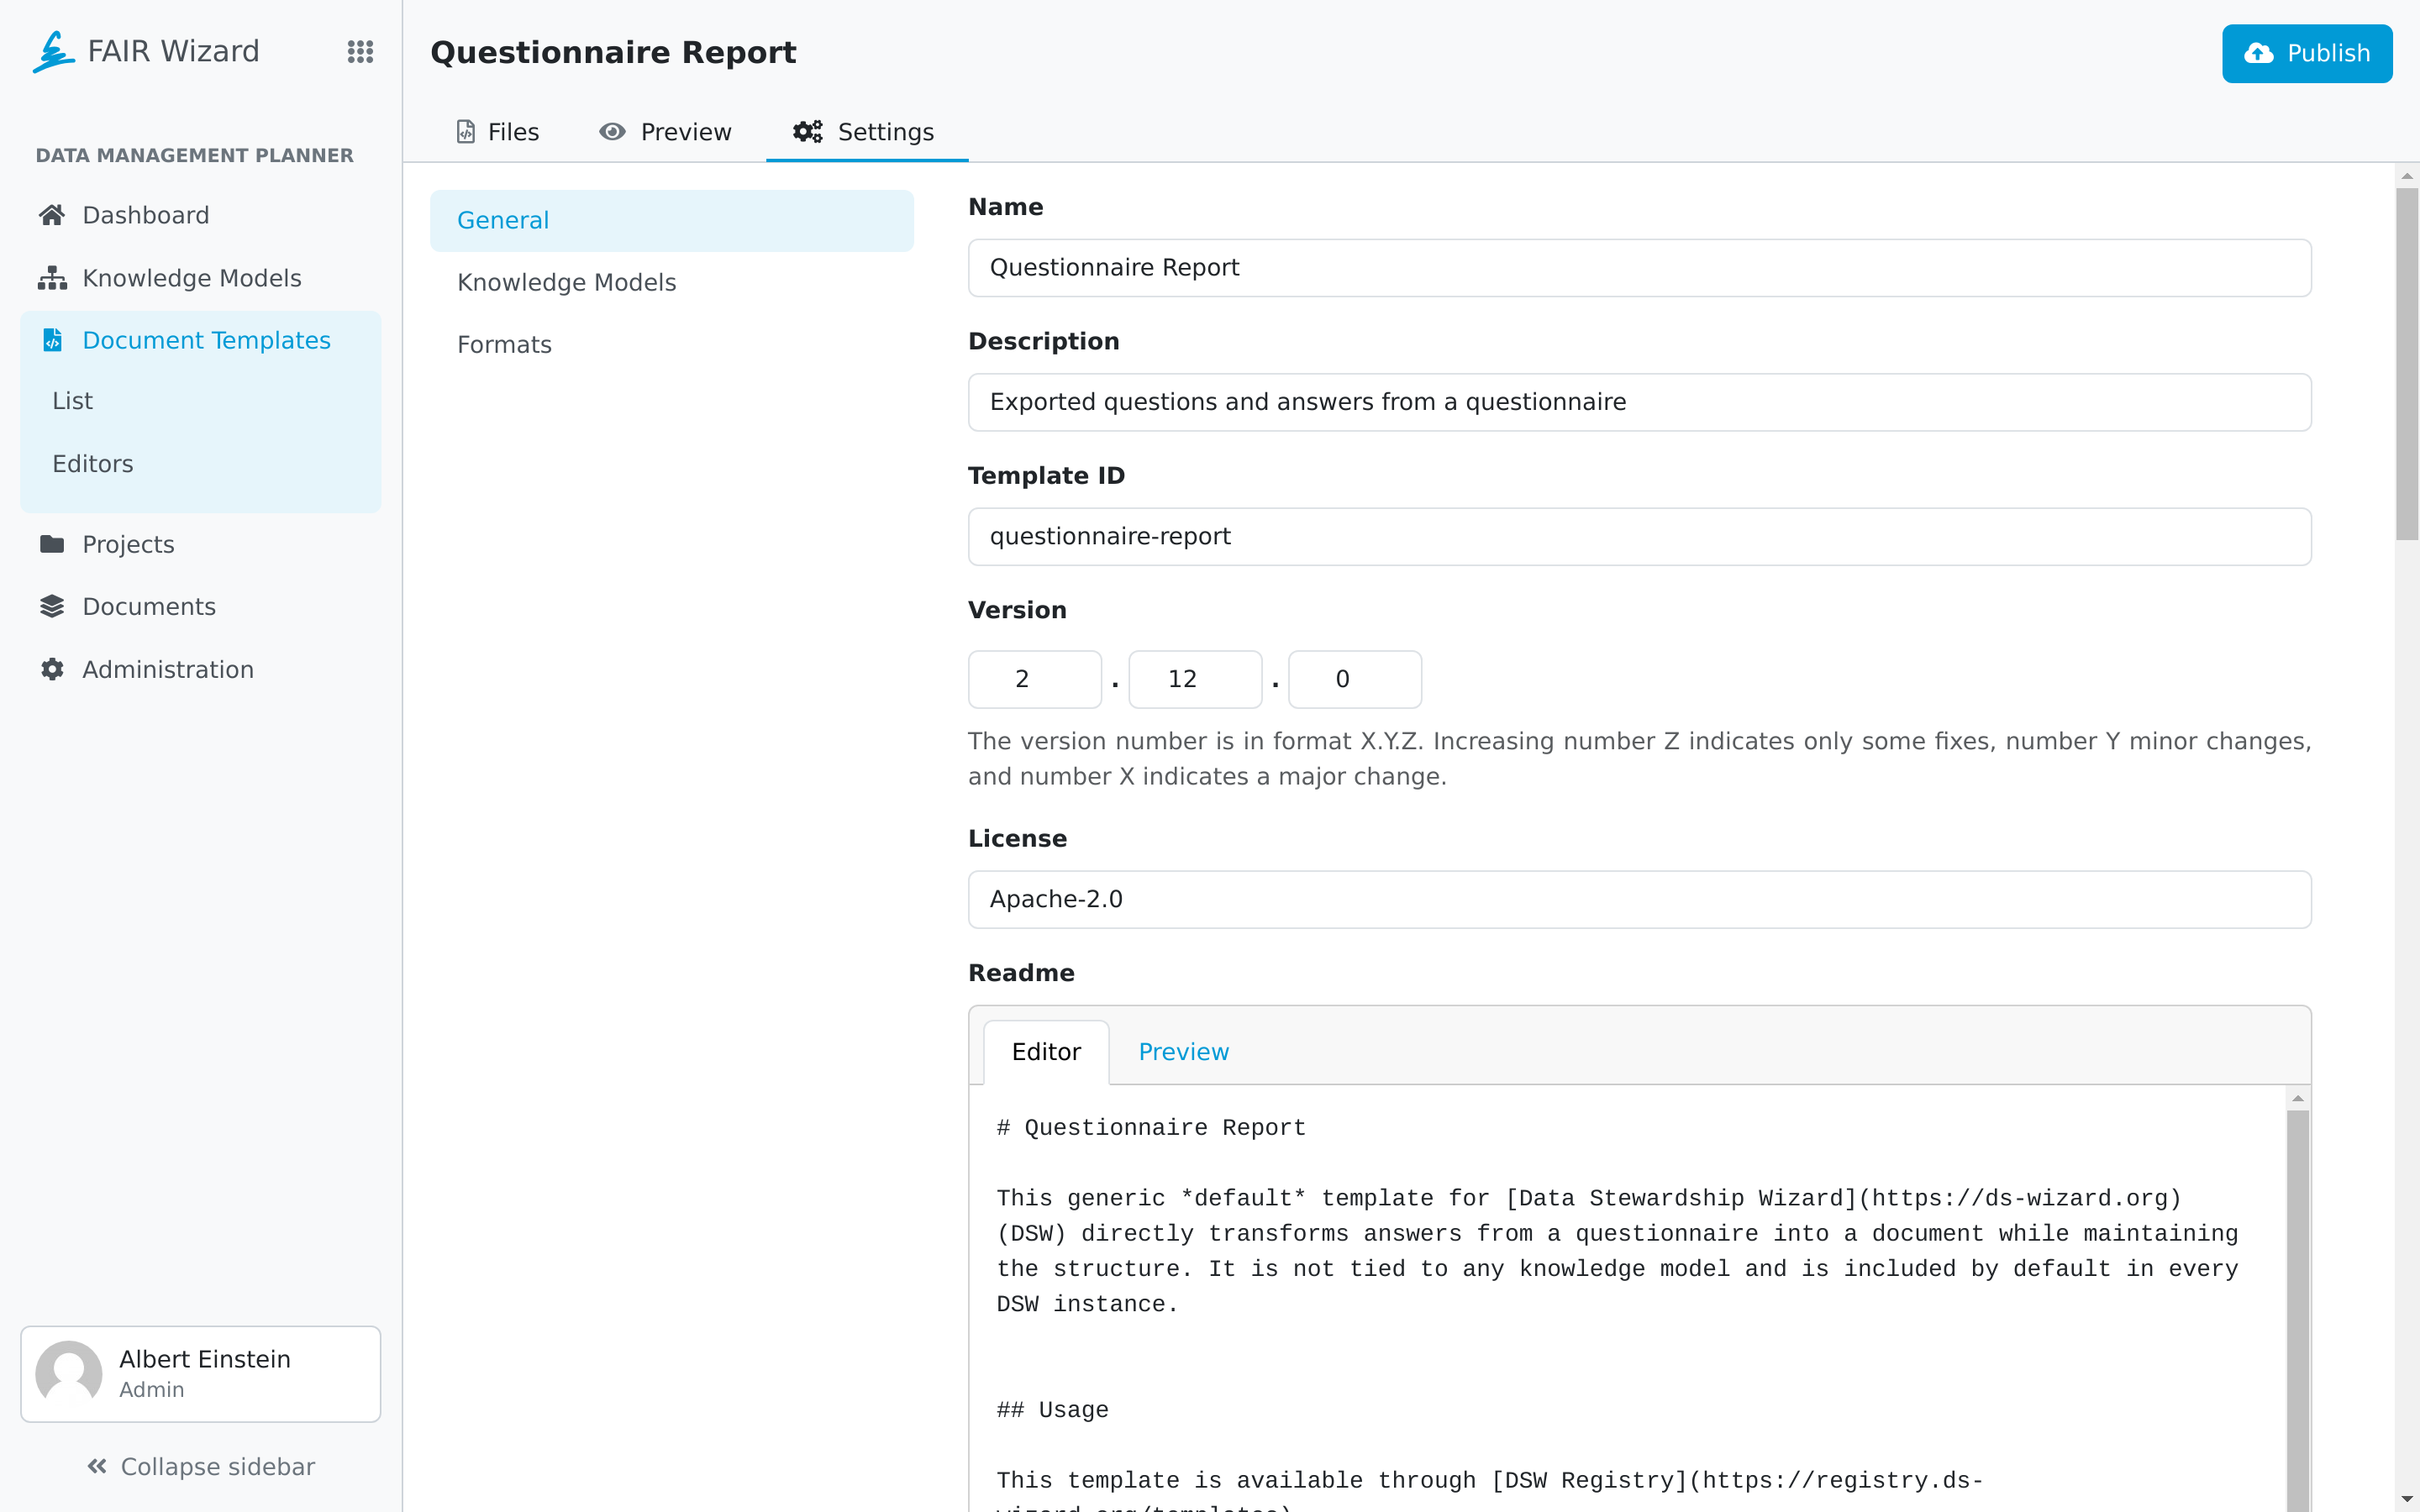 FAIR Wizard
DATA MANAGEMENT PLANNER
Dashboard
Knowledge Models
Document Templates
List
Editors
Projects
Documents
Administration
Albert Einstein
Admin
Collapse sidebar
Questionnaire Report
Publish
Files
Preview
Settings
General
Knowledge Models
Formats
Name
Questionnaire Report
Description
Exported questions and answers from a questionnaire
Template ID
questionnaire-report
Version
2 . 12 . 0
The version number is in format X.Y.Z. Increasing number Z indicates only some fixes, number Y minor changes,
and number X indicates a major change.
License
Apache-2.0
Readme
Editor
Preview
# Questionnaire Report
This generic *default* template for [Data Stewardship Wizard](https://ds-wizard.org)
(DSW) directly transforms answers from a questionnaire into a document while maintaining
the structure. It is not tied to any knowledge model and is included by default in every
DSW instance.
## Usage
This template is available through [DSW Registry](https://registry.ds-
wizard.org/templates)